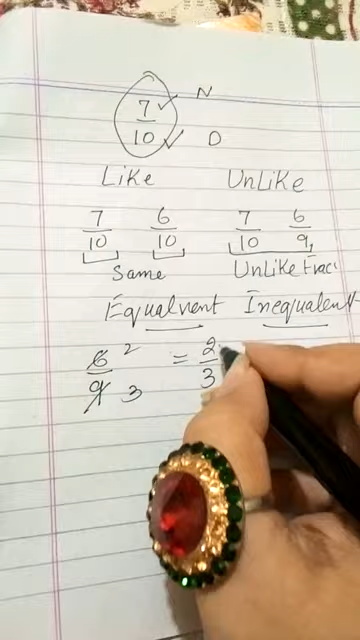 7 N
10 D
Like UnLike
7 6 7 6
10 10 10 9,
Same UnLike Frac
Equalvent Inequalent
6 2 = 2
9 3 3